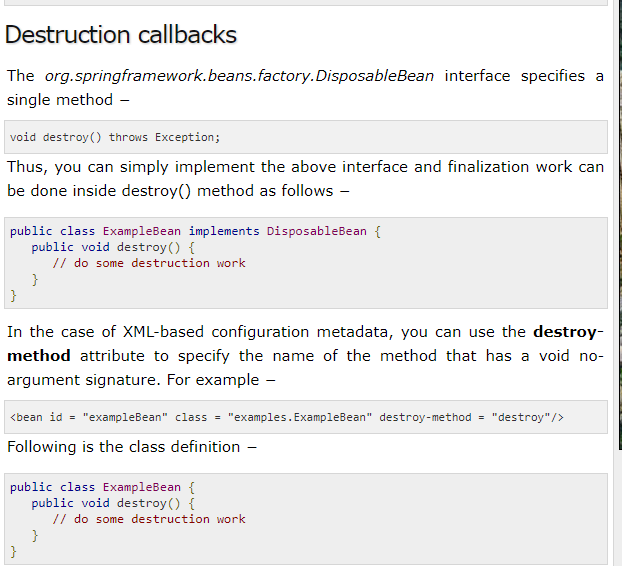 Destruction callbacks
The org.springframework.beans.factory.DisposableBean interface specifies a
single method −
void destroy() throws Exception;
Thus, you can simply implement the above interface and finalization work can
be done inside destroy() method as follows −
public class ExampleBean implements DisposableBean {
   public void destroy() {
      // do some destruction work
   }
}
In the case of XML-based configuration metadata, you can use the destroy-
method attribute to specify the name of the method that has a void no-
argument signature. For example −
<bean id = "exampleBean" class = "examples.ExampleBean" destroy-method = "destroy"/>
Following is the class definition −
public class ExampleBean {
   public void destroy() {
      // do some destruction work
   }
}